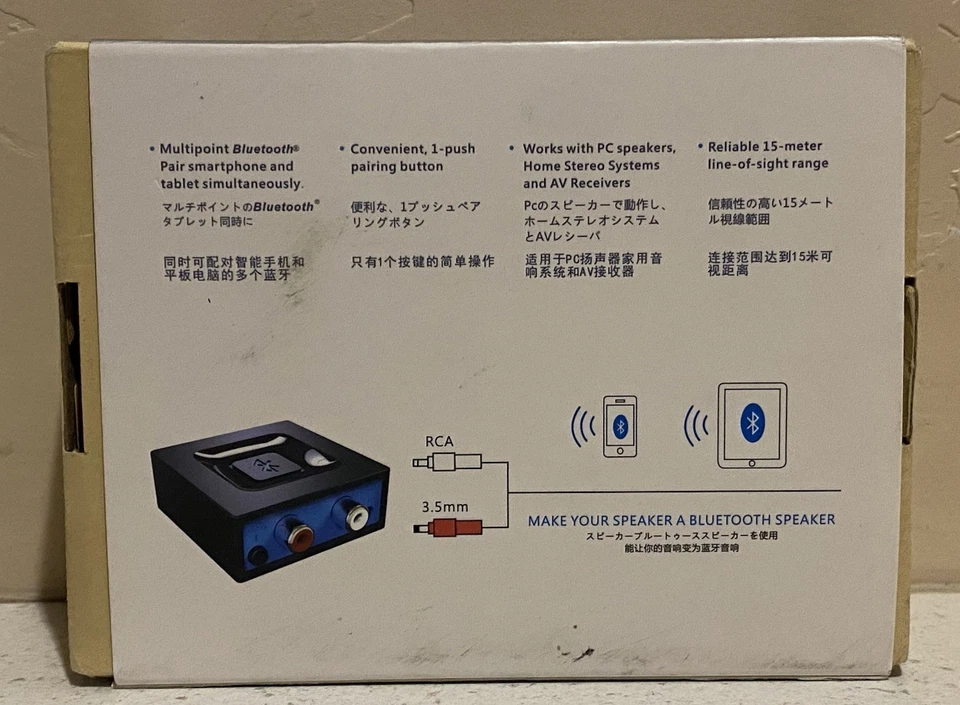 • Multipoint Bluetooth®
Pair smartphone and
tablet simultaneously.
マルチポイントのBluetooth®
タブレット同時に
同时可配对智能手机和
平板电脑的多个蓝牙
• Convenient, 1-push
pairing button
便利な、1プッシュペア
リングボタン
只有1个按键的简单操作
• Works with PC speakers,
Home Stereo Systems
and AV Receivers
Pcのスピーカーで動作し、
ホームステレオシステム
とAVレシーバ
适用于PC扬声器家用音
响系统和AV接收器
• Reliable 15-meter
line-of-sight range
信頼性の高い15メート
ル視線範囲
连接范围达到15米可
视距离
RCA
3.5mm
MAKE YOUR SPEAKER A BLUETOOTH SPEAKER
スピーカーブルートゥーススピーカーを使用
能让你的音响变为蓝牙音响